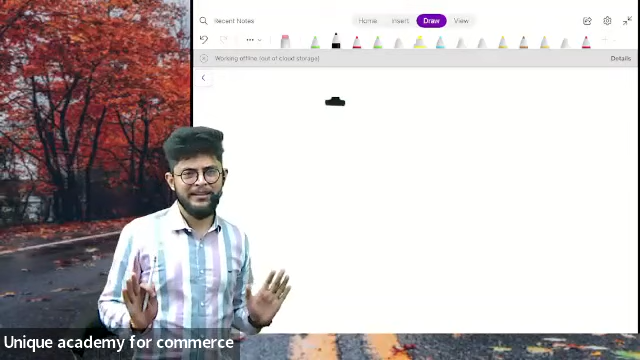 Recent Notes
Home Insert Draw View
Working offline (out of cloud storage)
Details
Unique academy for commerce